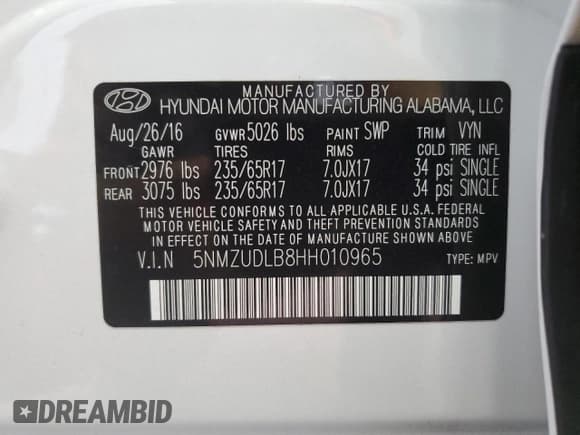 MANUFACTURED BY
HYUNDAI MOTOR MANUFACTURING ALABAMA, LLC
Aug/26/16 GVWR 5026 lbs PAINT SWP TRIM VYN
GAWR TIRES RIMS COLD TIRE INFL
FRONT 2976 lbs 235/65R17 7.0JX17 34 psi SINGLE
REAR 3075 lbs 235/65R17 7.0JX17 34 psi SINGLE
THIS VEHICLE CONFORMS TO ALL APPLICABLE U.S.A. FEDERAL
MOTOR VEHICLE SAFETY AND THEFT PREVENTION STANDARDS
IN EFFECT ON THE DATE OF MANUFACTURE SHOWN ABOVE.
V.I.N 5NMZUDLB8HH010965 TYPE: MPV
DREAMBID